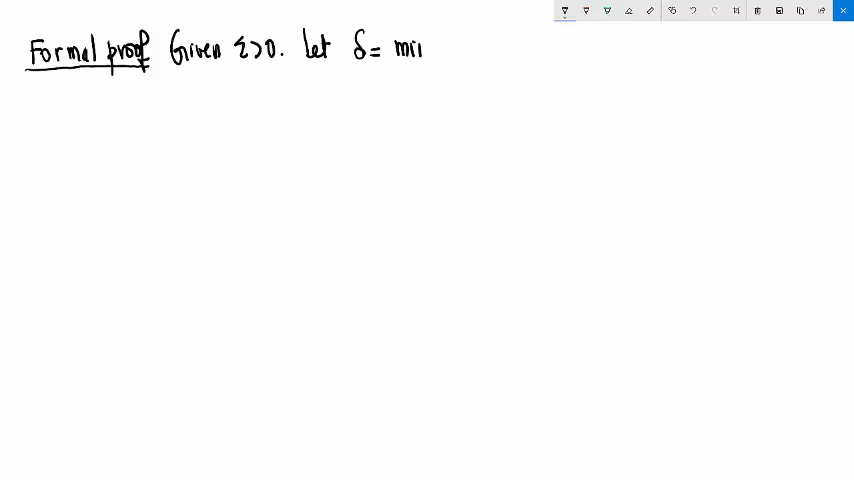 Formal proof Given ε>0. Let δ= mi